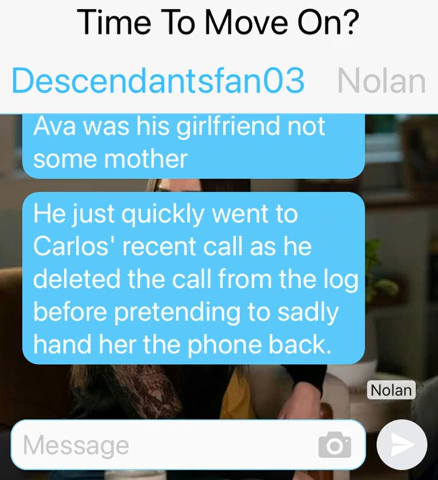 Time To Move On?
Descendantsfan03 Nolan
Ava was his girlfriend not
some mother
He just quickly went to
Carlos' recent call as he
deleted the call from the log
before pretending to sadly
hand her the phone back.
Nolan
Message